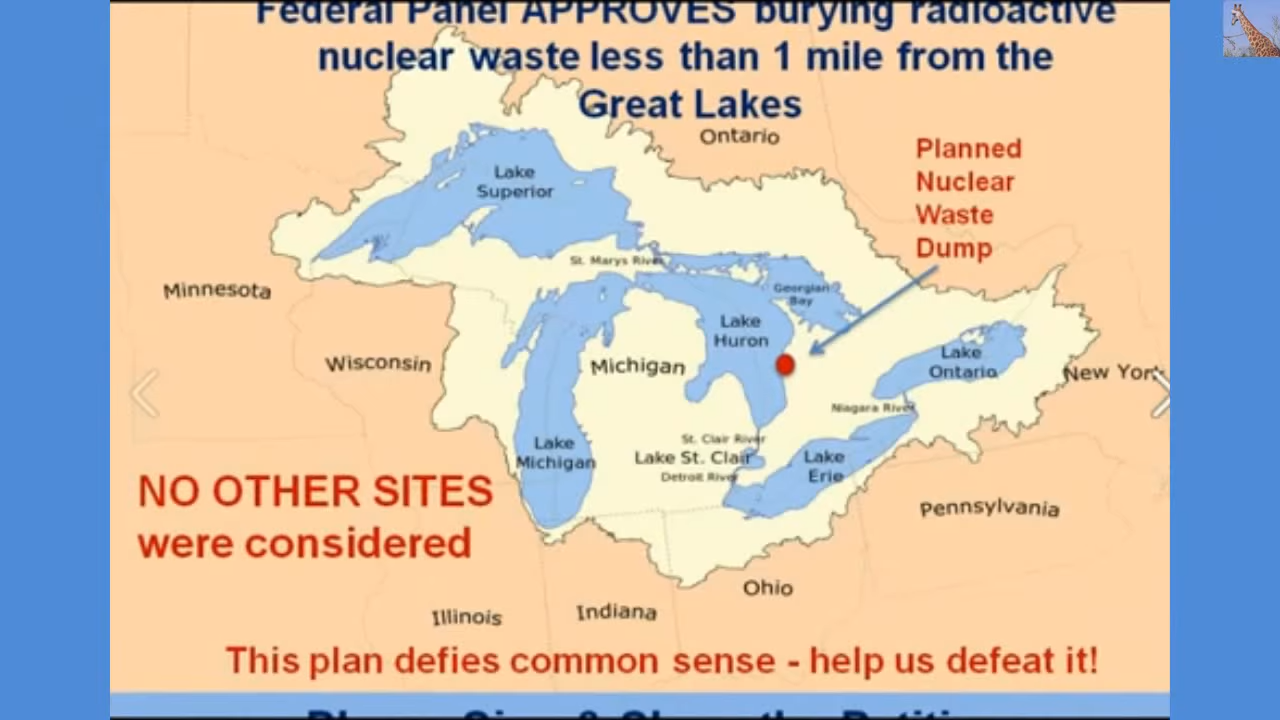 Federal Panel APPROVES burying radioactive
nuclear waste less than 1 mile from the
Great Lakes
Ontario
Planned
Nuclear
Waste
Dump
Lake
Superior
St. Marys River
Georgian
Bay
Minnesota
Lake
Huron
Wisconsin
Michigan
Lake
Ontario
New York
Niagara River
St. Clair River
Lake St. Clair
Detroit River
Lake
Michigan
Lake
Erie
NO OTHER SITES
were considered
Pennsylvania
Ohio
Illinois
Indiana
This plan defies common sense - help us defeat it!